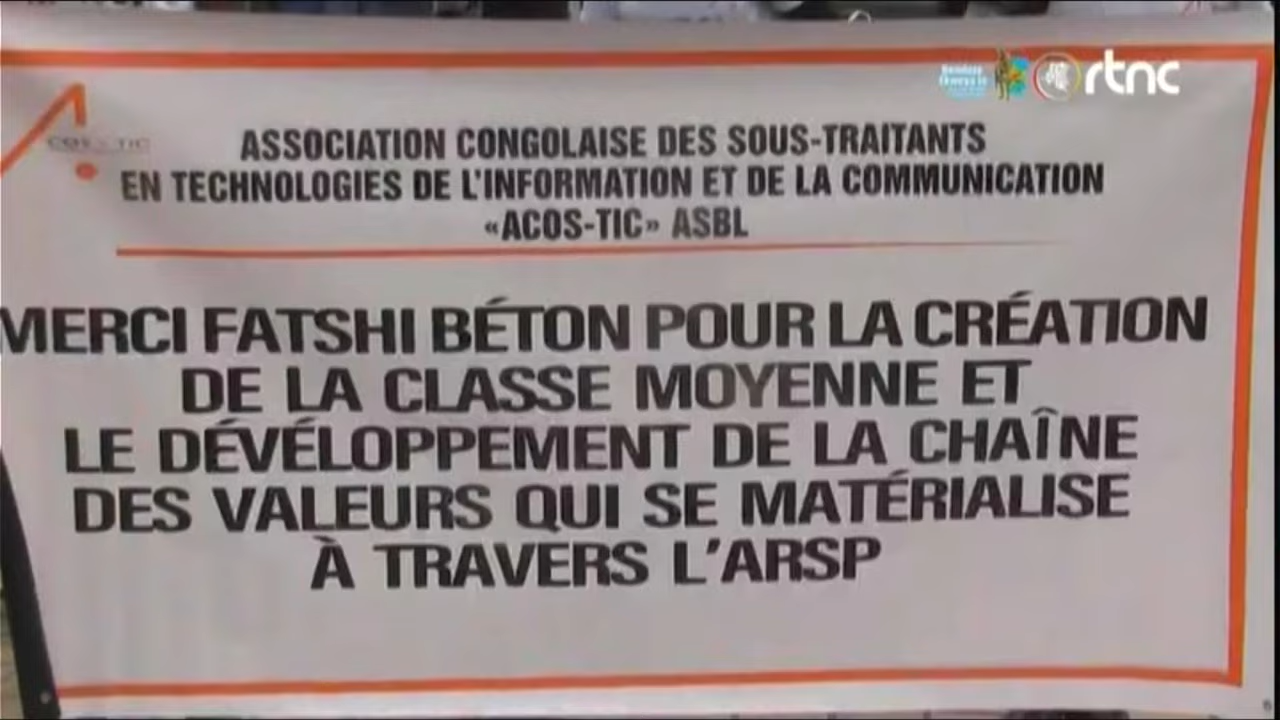 rtnc
ACOS-TIC
ASSOCIATION CONGOLAISE DES SOUS-TRAITANTS
EN TECHNOLOGIES DE L'INFORMATION ET DE LA COMMUNICATION
«ACOS-TIC» ASBL
MERCI FATSHI BÉTON POUR LA CRÉATION
DE LA CLASSE MOYENNE ET
LE DÉVÉLOPPEMENT DE LA CHAÎNE
DES VALEURS QUI SE MATÉRIALISE
À TRAVERS L'ARSP